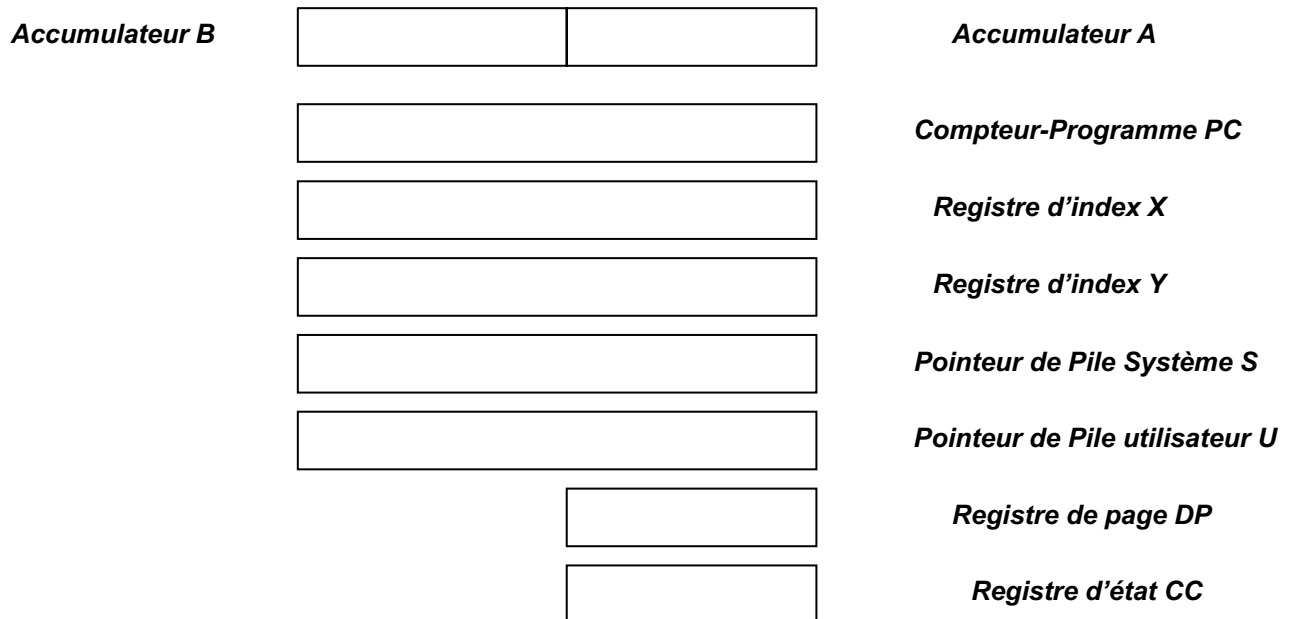 Accumulateur B
Accumulateur A
Compteur-Programme PC
Registre d’index X
Registre d’index Y
Pointeur de Pile Système S
Pointeur de Pile utilisateur U
Registre de page DP
Registre d’état CC